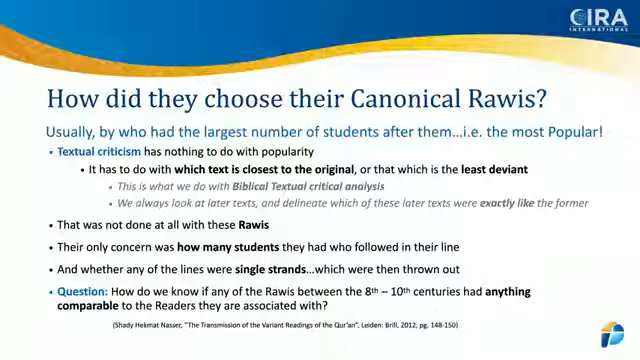 CIRA
INTERNATIONAL
How did they choose their Canonical Rawis?
Usually, by who had the largest number of students after them…i.e. the most Popular!
• Textual criticism has nothing to do with popularity
• It has to do with which text is closest to the original, or that which is the least deviant
• This is what we do with Biblical Textual critical analysis
• We always look at later texts, and delineate which of these later texts were exactly like the former
• That was not done at all with these Rawis
• Their only concern was how many students they had who followed in their line
• And whether any of the lines were single strands…which were then thrown out
• Question: How do we know if any of the Rawis between the 8th – 10th centuries had anything
comparable to the Readers they are associated with?
(Shady Hekmat Nasser, "The Transmission of the Variant Readings of the Qur'an", Leiden: Brill, 2012, pg. 148-150)